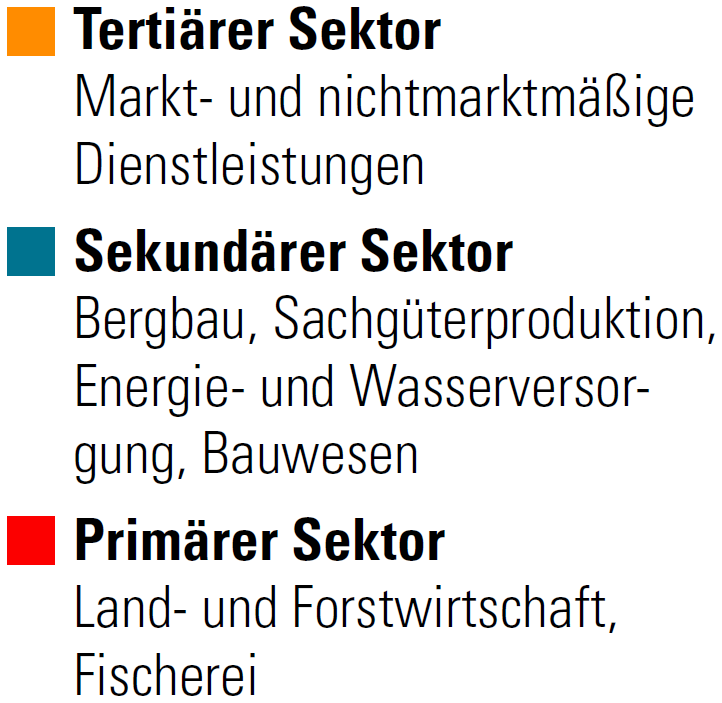 Tertiärer Sektor
Markt- und nichtmarktmäßige
Dienstleistungen
Sekundärer Sektor
Bergbau, Sachgüterproduktion,
Energie- und Wasserversor-
gung, Bauwesen
Primärer Sektor
Land- und Forstwirtschaft,
Fischerei